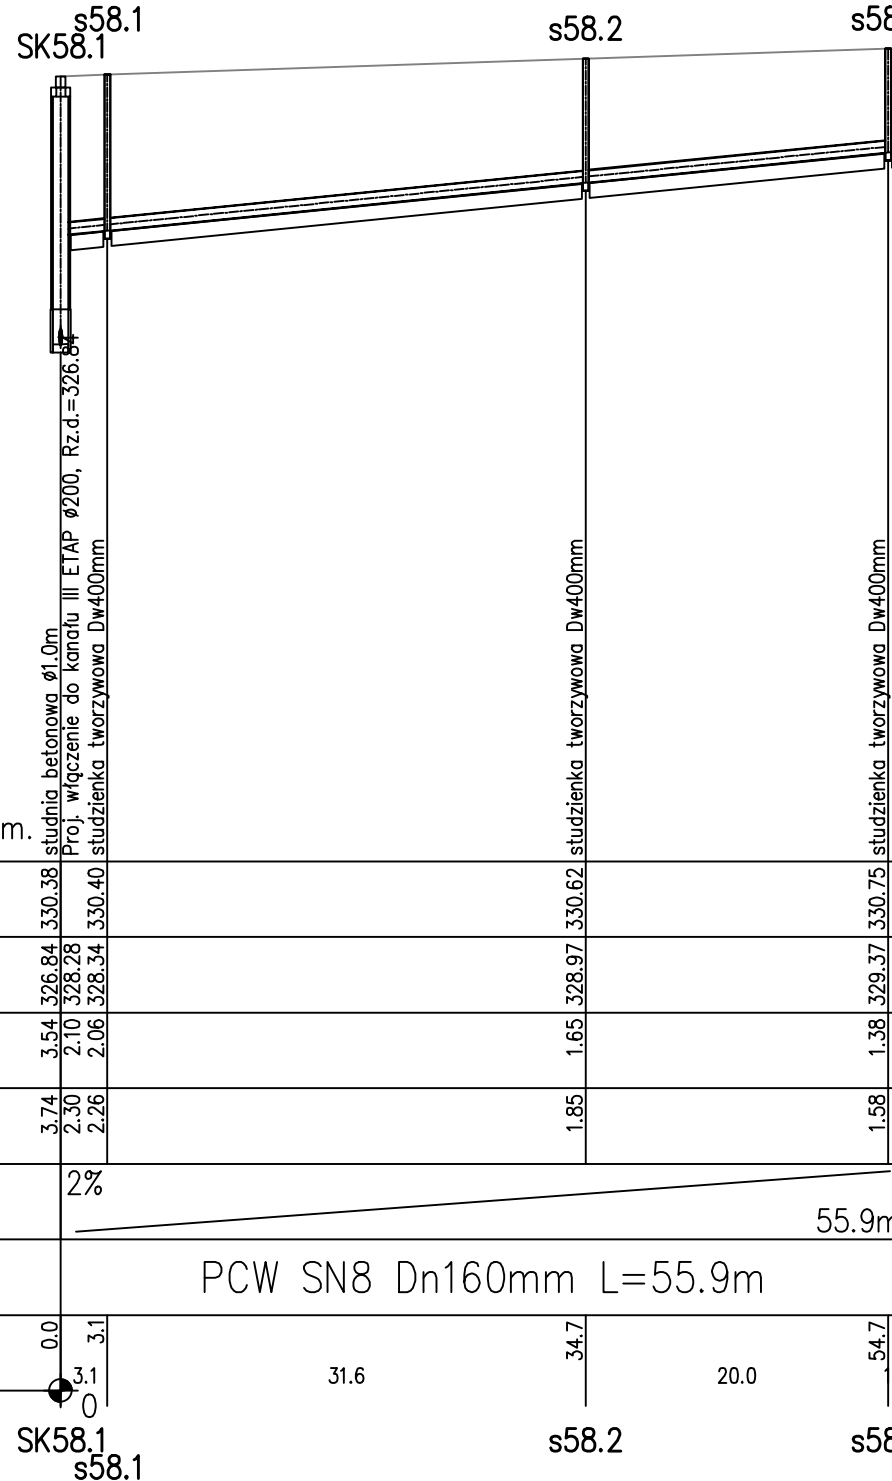 s58.1
SK58.1
s58.2
s58
studnia betonowa ø1.0m
Proj. włączenie do kanału III ETAP ø200, Rz.d.=326.84
studzienka tworzywowa Dw400mm
studzienka tworzywowa Dw400mm
studzienka tworzywowa Dw400mm
m.
330.38
330.40
330.62
330.75
326.84
328.28
328.34
328.97
329.37
3.54
2.10
2.06
1.65
1.38
3.74
2.30
2.26
1.85
1.58
2%
55.9m
PCW SN8 Dn160mm L=55.9m
0.0
3.1
34.7
54.7
3.1
31.6
20.0
0
SK58.1
s58.1
s58.2
s58